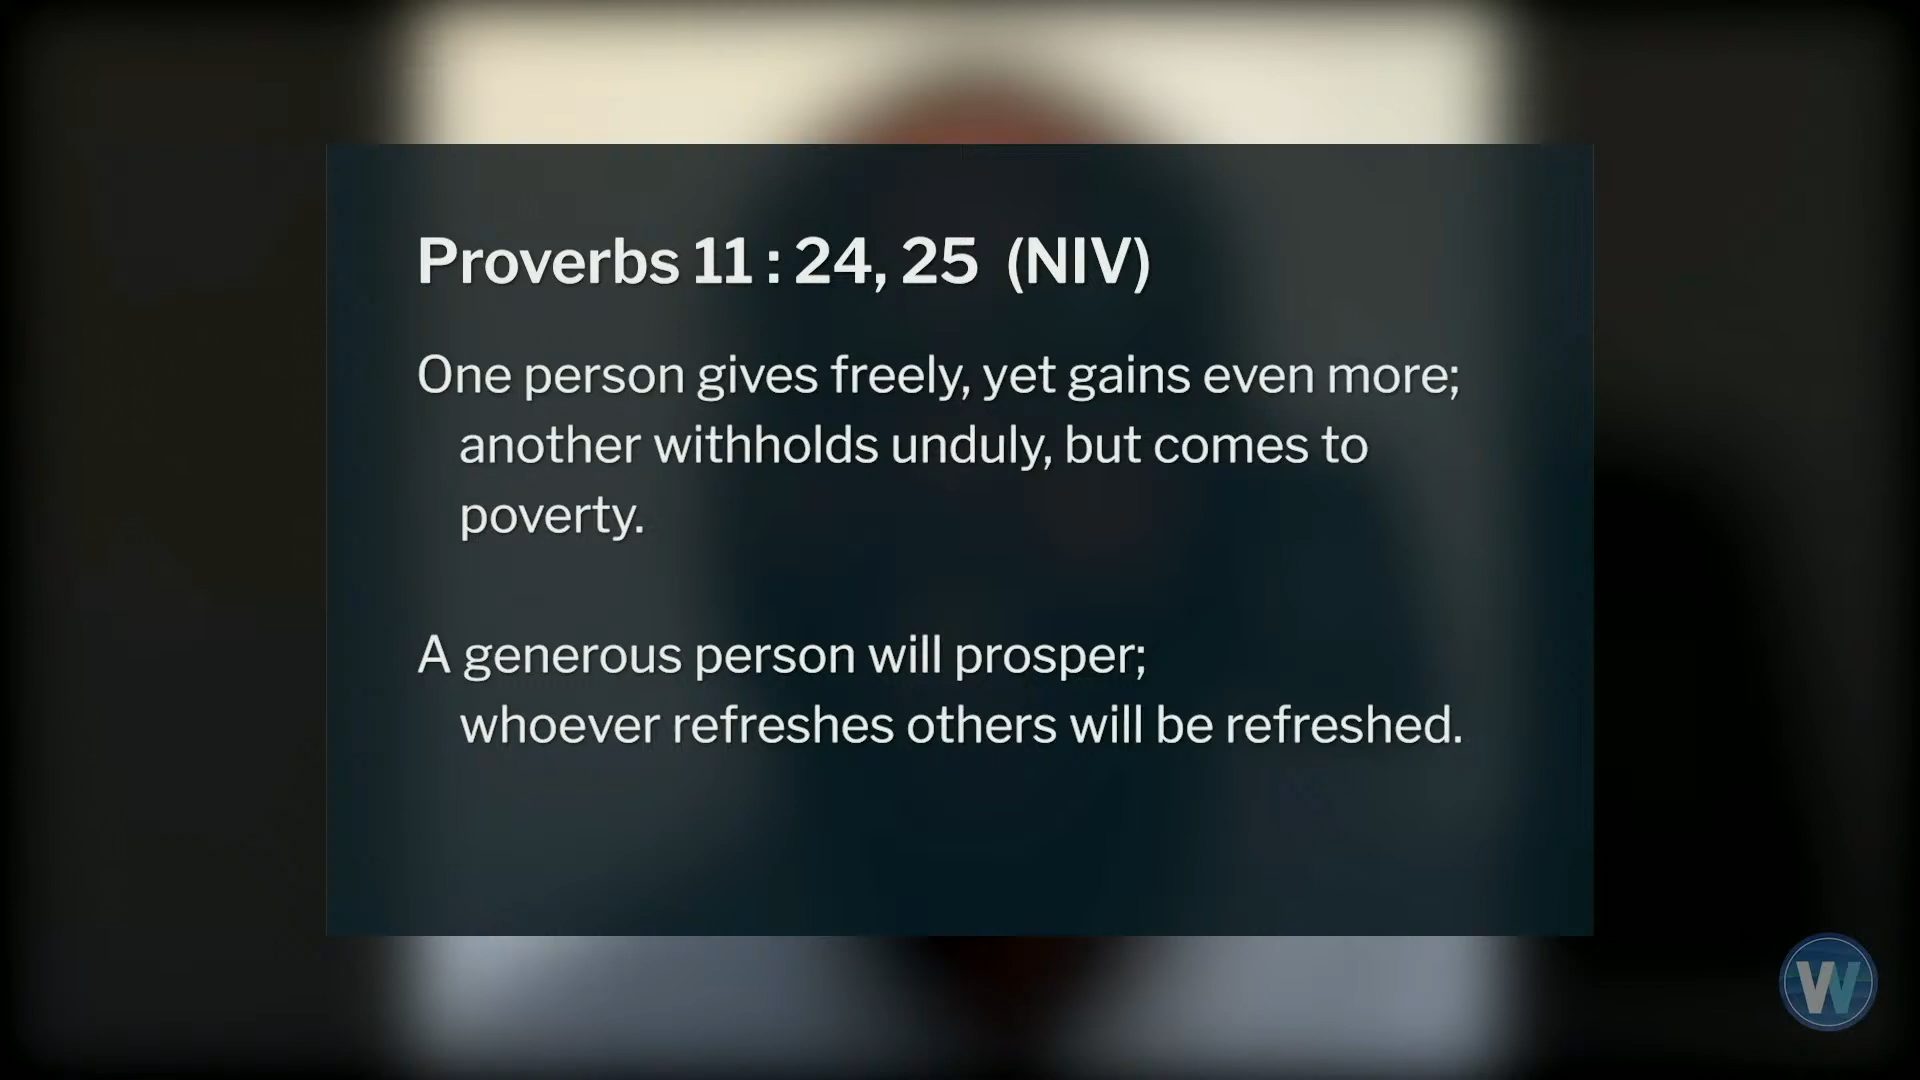 Proverbs 11 : 24, 25 (NIV)
One person gives freely, yet gains even more;
another withholds unduly, but comes to
poverty.
A generous person will prosper;
whoever refreshes others will be refreshed.
W